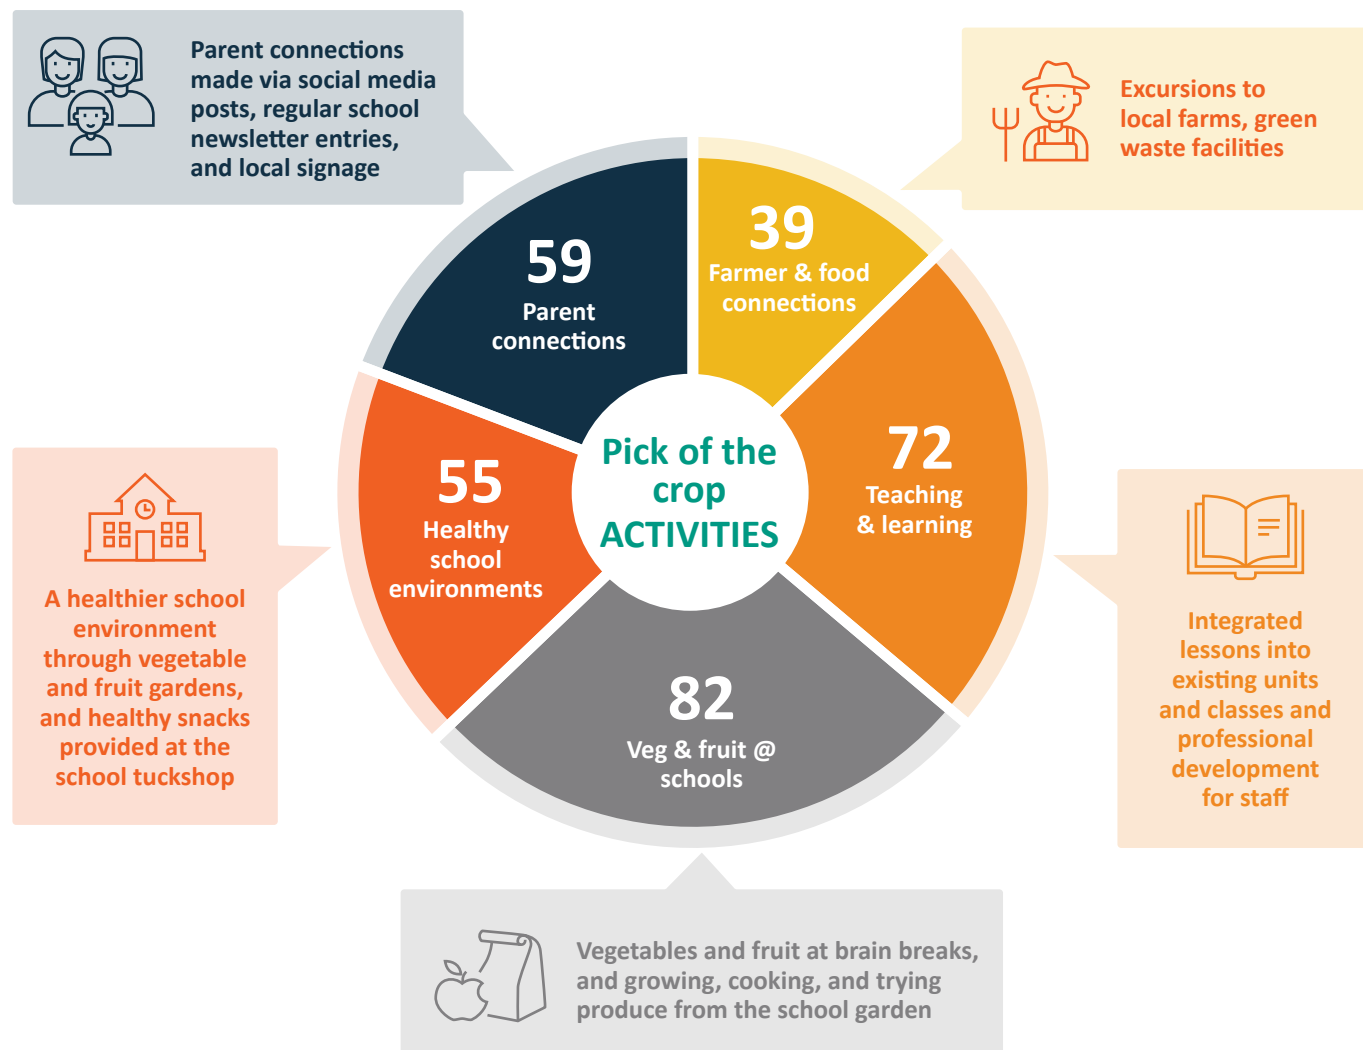 Parent connections
made via social media
posts, regular school
newsletter entries,
and local signage
Excursions to
local farms, green
waste facilities
59
Parent
connections
39
Farmer & food
connections
Pick of the
crop
ACTIVITIES
72
Teaching
& learning
55
Healthy
school
environments
82
Veg & fruit @
schools
A healthier school
environment
through vegetable
and fruit gardens,
and healthy snacks
provided at the
school tuckshop
Integrated
lessons into
existing units
and classes and
professional
development
for staff
Vegetables and fruit at brain breaks,
and growing, cooking, and trying
produce from the school garden